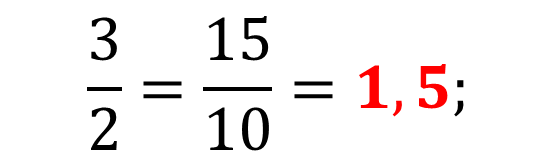 3/2 = 15/10 = 1,5;